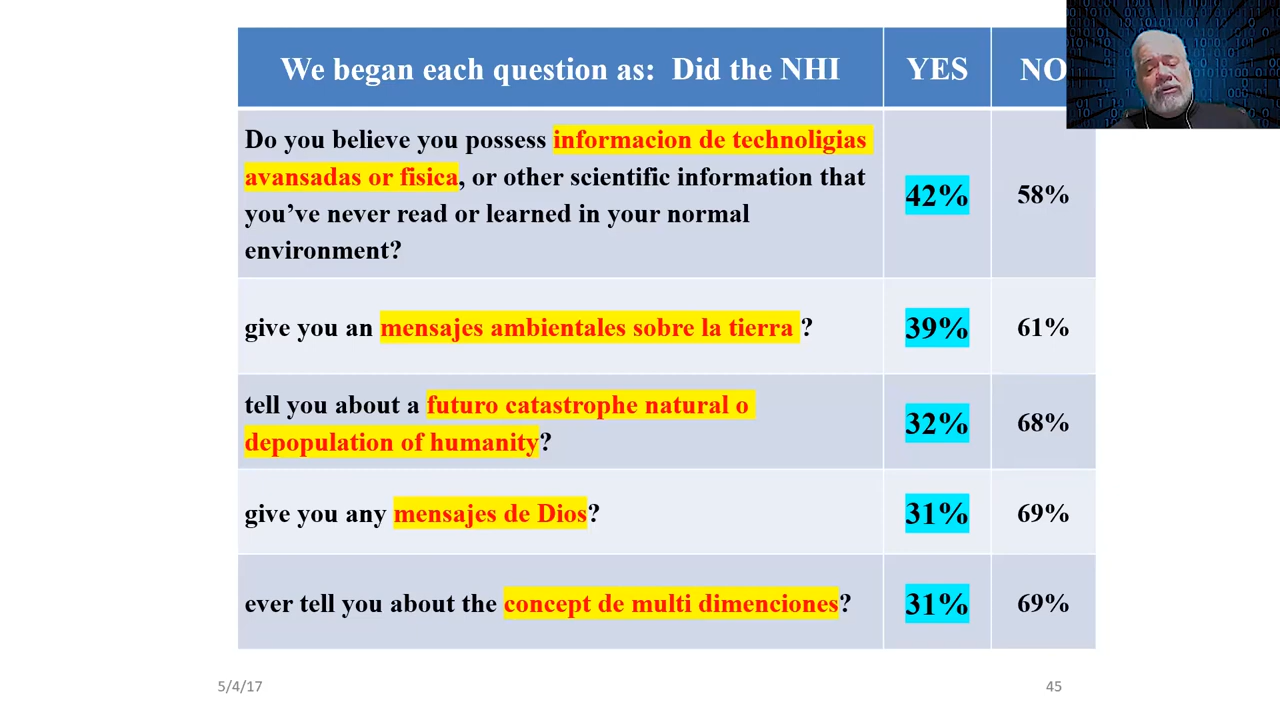 We began each question as: Did the NHI YES NO
Do you believe you possess informacion de technoligias
avansadas or fisica, or other scientific information that
you’ve never read or learned in your normal
environment?
42% 58%
give you an mensajes ambientales sobre la tierra ? 39% 61%
tell you about a futuro catastrophe natural o
depopulation of humanity?
32% 68%
give you any mensajes de Dios? 31% 69%
ever tell you about the concept de multi dimenciones? 31% 69%
5/4/17 45